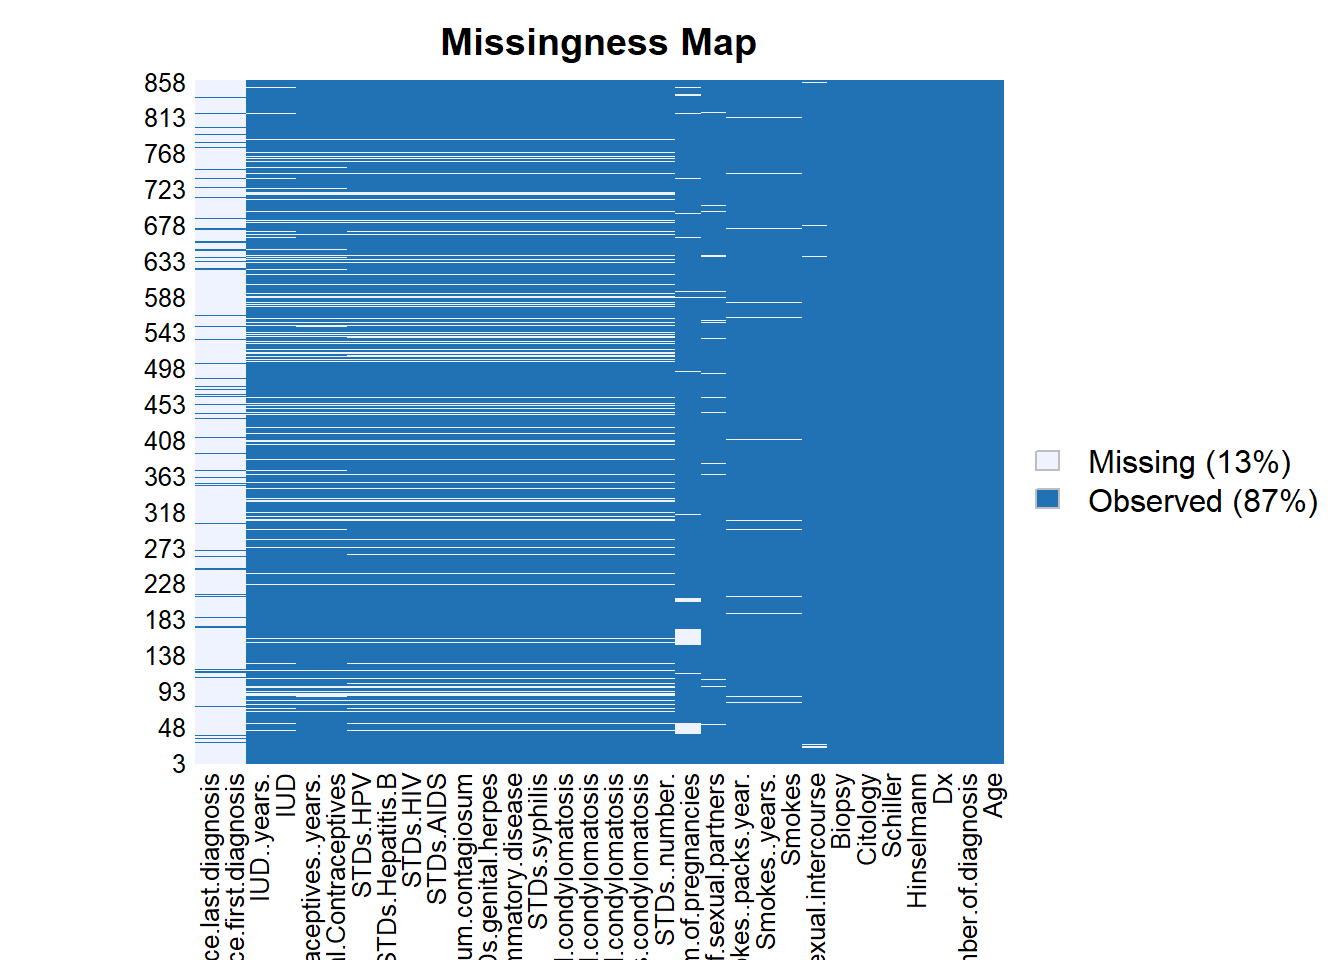 Missingness Map
858
813
768
723
678
633
588
543
498
453
408
363
318
273
228
183
138
93
48
3
Missing (13%)
Observed (87%)
ce.last.diagnosis
ce.first.diagnosis
IUD..years.
IUD
aceptives..years.
al.Contraceptives
STDs.HPV
STDs.Hepatitis.B
STDs.HIV
STDs.AIDS
um.contagiosum
Ds.genital.herpes
mmatory.disease
STDs.syphilis
l.condylomatosis
l.condylomatosis
l.condylomatosis
s.condylomatosis
STDs..number.
m.of.pregnancies
f.sexual.partners
okes..packs.year.
Smokes..years.
Smokes
exual.intercourse
Biopsy
Citology
Schiller
Hinselmann
Dx
mber.of.diagnosis
Age